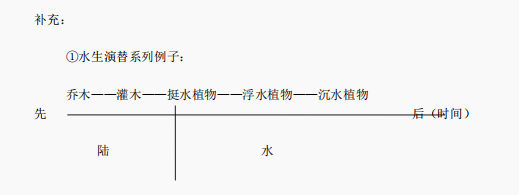 补充：
①水生演替系列例子：
乔木——灌木——挺水植物——浮水植物——沉水植物
先 后（时间）
陆 水